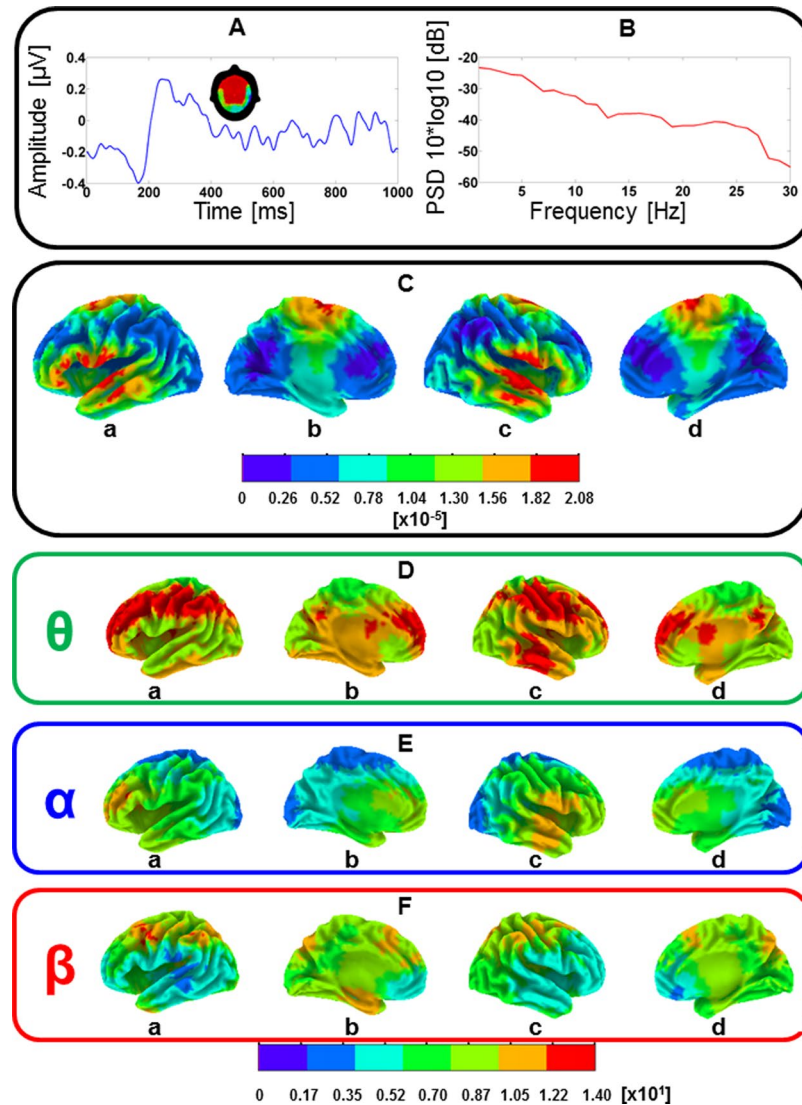 A
B
Amplitude [µV]
0.4
0.2
0
-0.2
-0.4
0 200 400 600 800 1000
Time [ms]
PSD 10*log10 [dB]
-20
-30
-40
-50
-60
5 10 15 20 25 30
Frequency [Hz]
C
a b c d
0 0.26 0.52 0.78 1.04 1.30 1.56 1.82 2.08
[x10⁻⁵]
D
θ
a b c d
E
α
a b c d
F
β
a b c d
0 0.17 0.35 0.52 0.70 0.87 1.05 1.22 1.40 [x10¹]